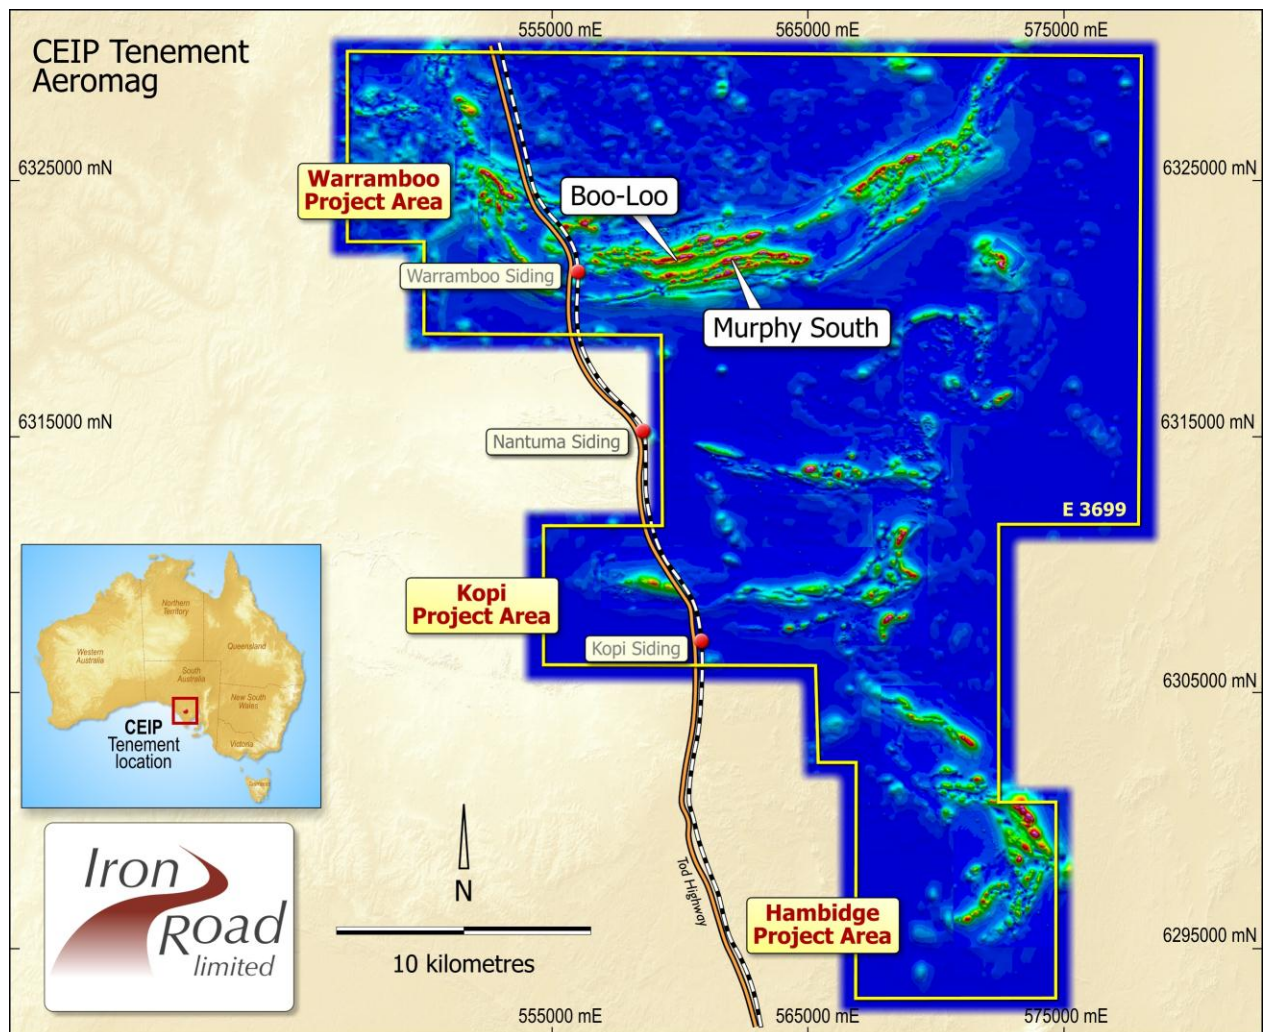 CEIP Tenement
Aeromag
555000 mE
565000 mE
575000 mE
6325000 mN
6325000 mN
Warramboo
Project Area
Boo-Loo
Warramboo Siding
Murphy South
6315000 mN
6315000 mN
Nantuma Siding
E 3699
Kopi
Project Area
Kopi Siding
6305000 mN
Northern
Territory
Western
Australia
Queensland
South
Australia
New South
Wales
Victoria
CEIP
Tenement
location
Tod Highway
N
10 kilometres
Hambidge
Project Area
6295000 mN
Iron
Road
limited
555000 mE
565000 mE
575000 mE